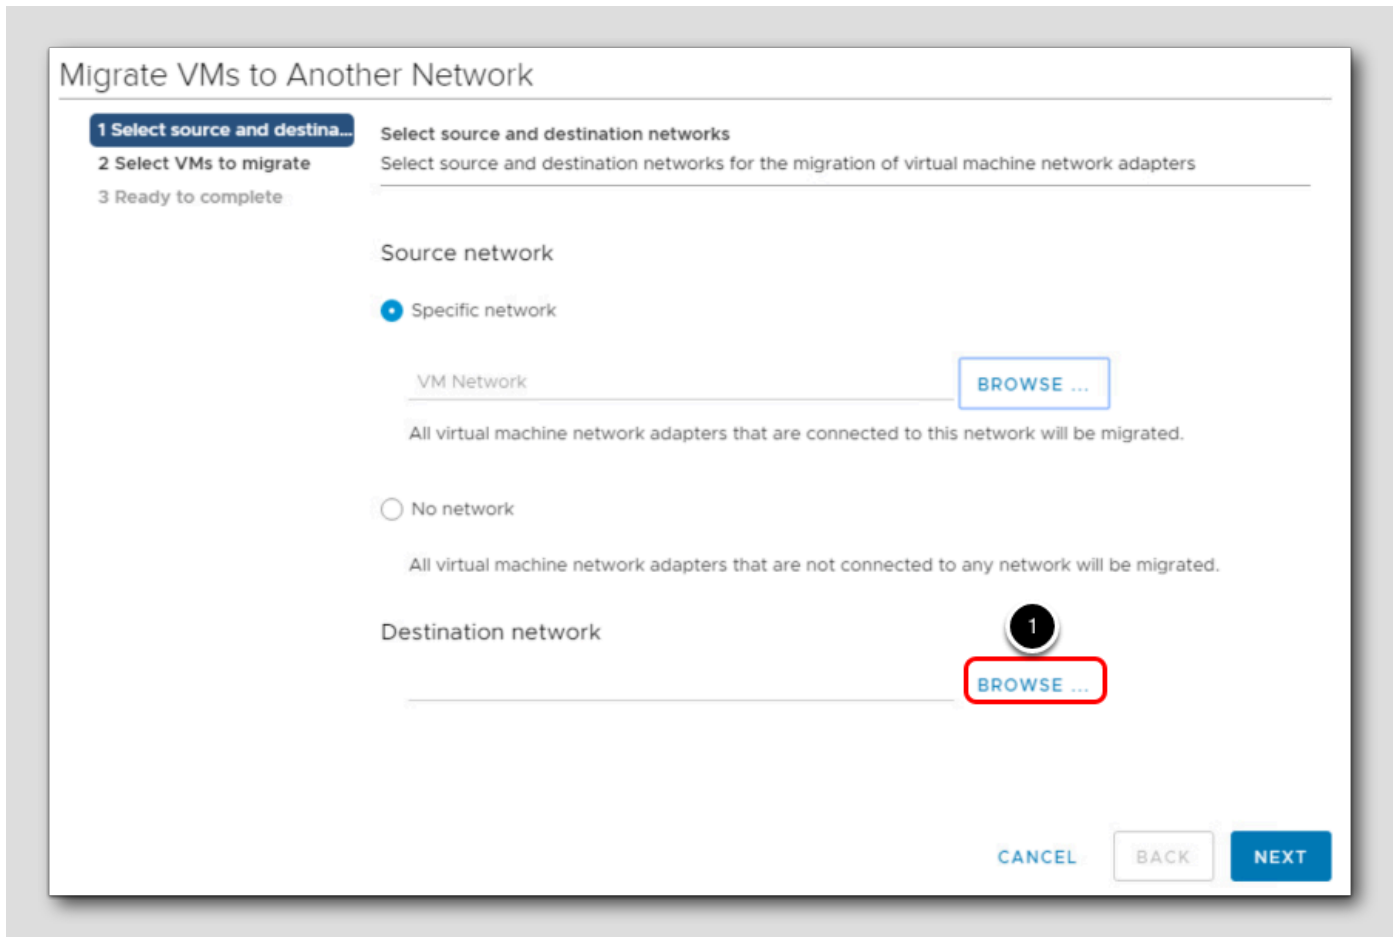 Migrate VMs to Another Network
1 Select source and destina...
2 Select VMs to migrate
3 Ready to complete
Select source and destination networks
Select source and destination networks for the migration of virtual machine network adapters
Source network
Specific network
VM Network
BROWSE ...
All virtual machine network adapters that are connected to this network will be migrated.
No network
All virtual machine network adapters that are not connected to any network will be migrated.
Destination network
1
BROWSE ...
CANCEL
BACK
NEXT